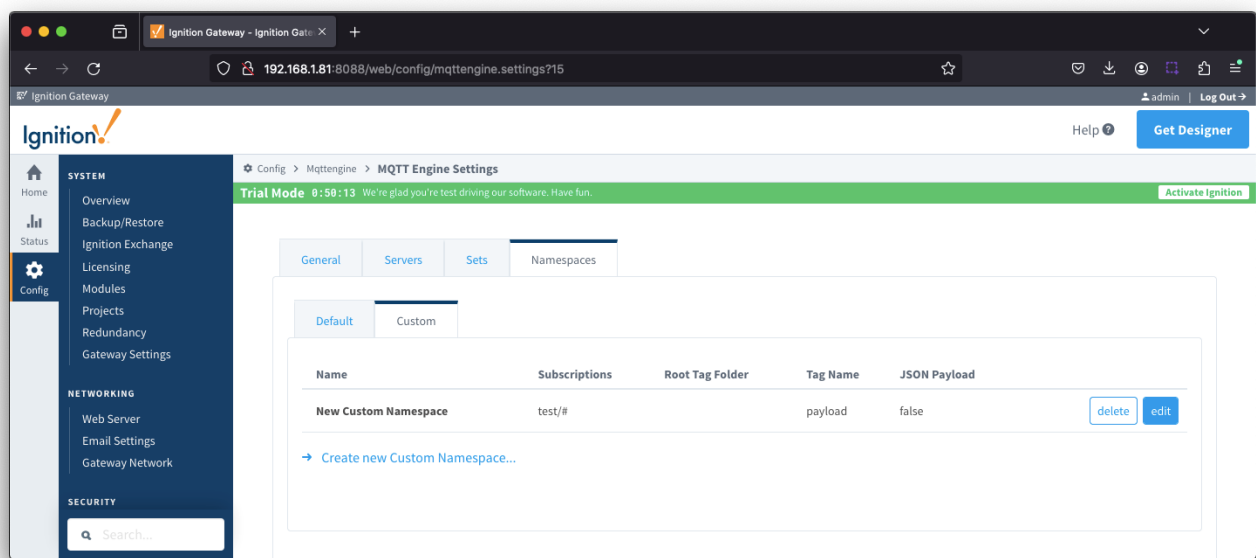 Ignition Gateway - Ignition Gate
192.168.1.81:8088/web/config/mqttengine.settings?15
Ignition Gateway
admin | Log Out
Ignition!
Help
Get Designer
Home
Status
Config
SYSTEM
Overview
Backup/Restore
Ignition Exchange
Licensing
Modules
Projects
Redundancy
Gateway Settings
NETWORKING
Web Server
Email Settings
Gateway Network
SECURITY
Search...
Config > Mqttengine > MQTT Engine Settings
Trial Mode 0:50:13 We're glad you're test driving our software. Have fun.
Activate Ignition
General Servers Sets Namespaces
Default Custom
Name Subscriptions Root Tag Folder Tag Name JSON Payload
New Custom Namespace test/# payload false delete edit
→ Create new Custom Namespace...